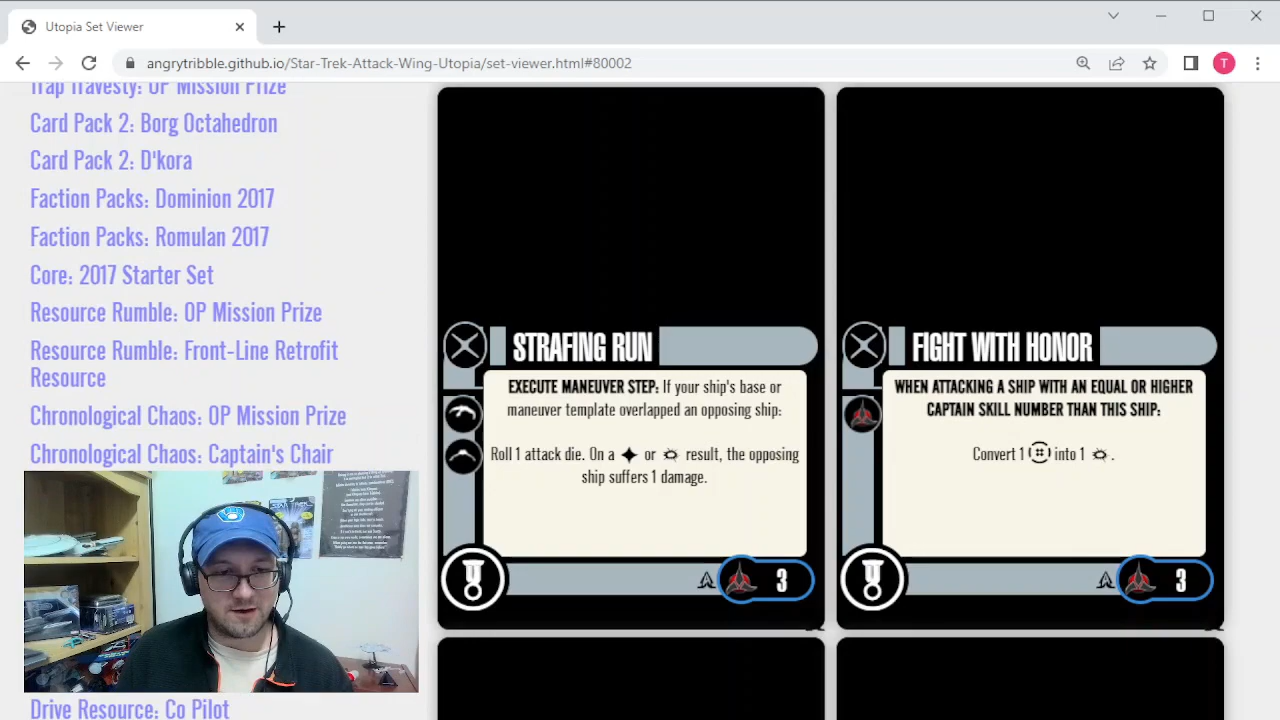 Utopia Set Viewer
angrytribble.github.io/Star-Trek-Attack-Wing-Utopia/set-viewer.html#80002
T
Trap Travesty: OP Mission Prize
Card Pack 2: Borg Octahedron
Card Pack 2: D'kora
Faction Packs: Dominion 2017
Faction Packs: Romulan 2017
Core: 2017 Starter Set
Resource Rumble: OP Mission Prize
Resource Rumble: Front-Line Retrofit
Resource
Chronological Chaos: OP Mission Prize
Chronological Chaos: Captain's Chair
Drive Resource: Co Pilot
STRAFING RUN
EXECUTE MANEUVER STEP: If your ship's base or
maneuver template overlapped an opposing ship:
Roll 1 attack die. On a or result, the opposing
ship suffers 1 damage.
3
FIGHT WITH HONOR
WHEN ATTACKING A SHIP WITH AN EQUAL OR HIGHER
CAPTAIN SKILL NUMBER THAN THIS SHIP:
Convert 1 into 1 .
3